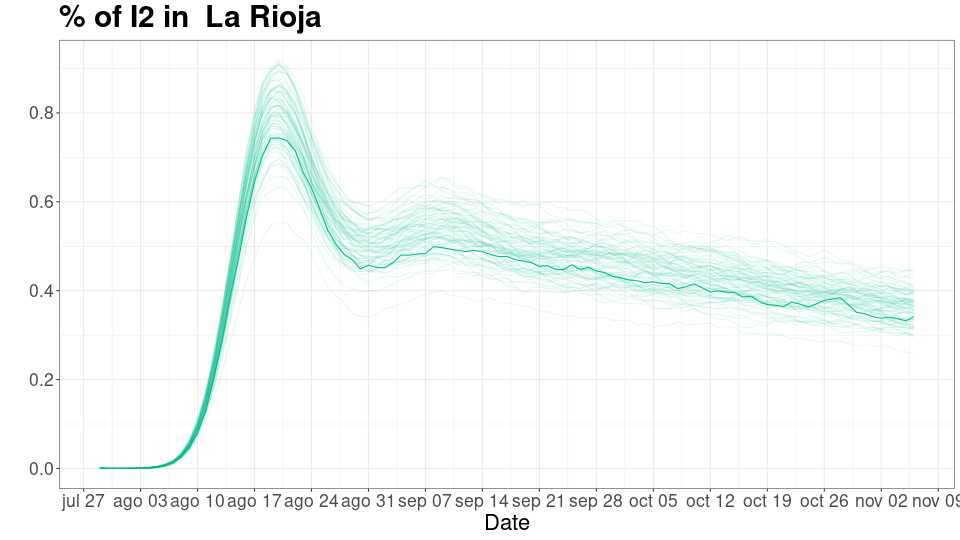 % of I2 in  La Rioja
0.8
0.6
0.4
0.2
0.0
jul 27 ago 03 ago 10 ago 17 ago 24 ago 31 sep 07 sep 14 sep 21 sep 28 oct 05 oct 12 oct 19 oct 26 nov 02 nov 09
Date